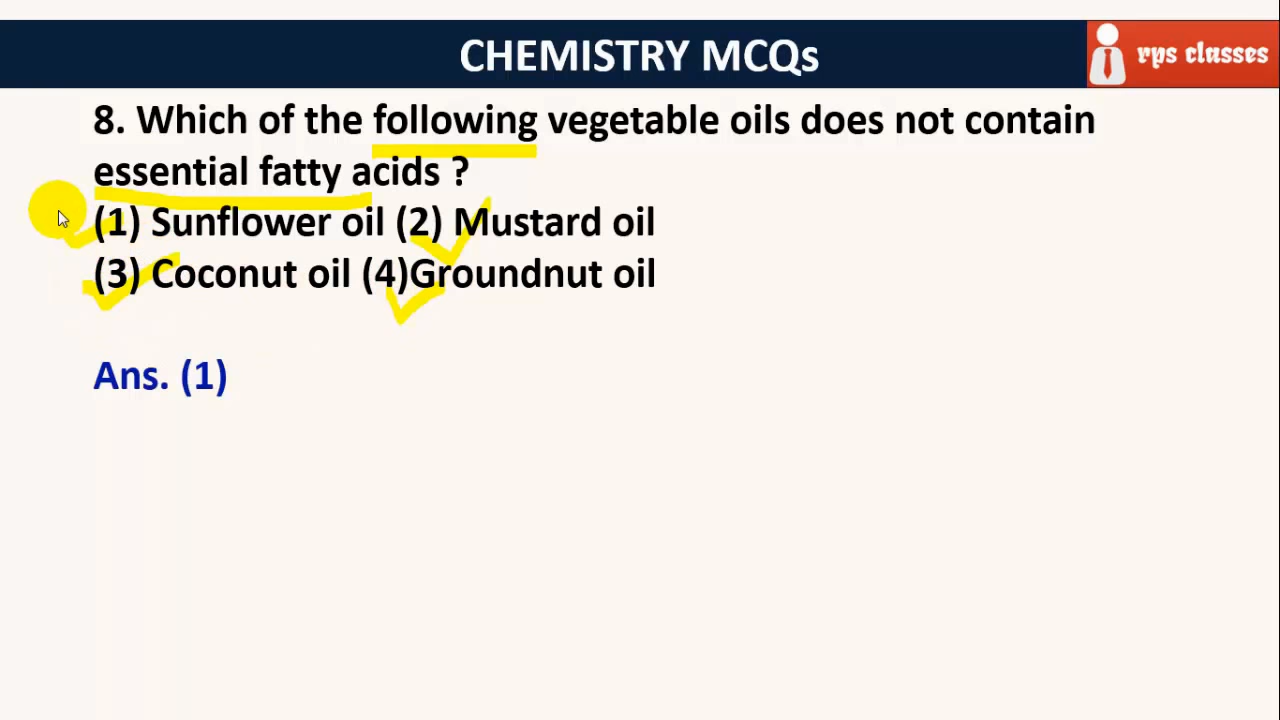 CHEMISTRY MCQs
rps classes
8. Which of the following vegetable oils does not contain
essential fatty acids ?
(1) Sunflower oil (2) Mustard oil
(3) Coconut oil (4)Groundnut oil
Ans. (1)